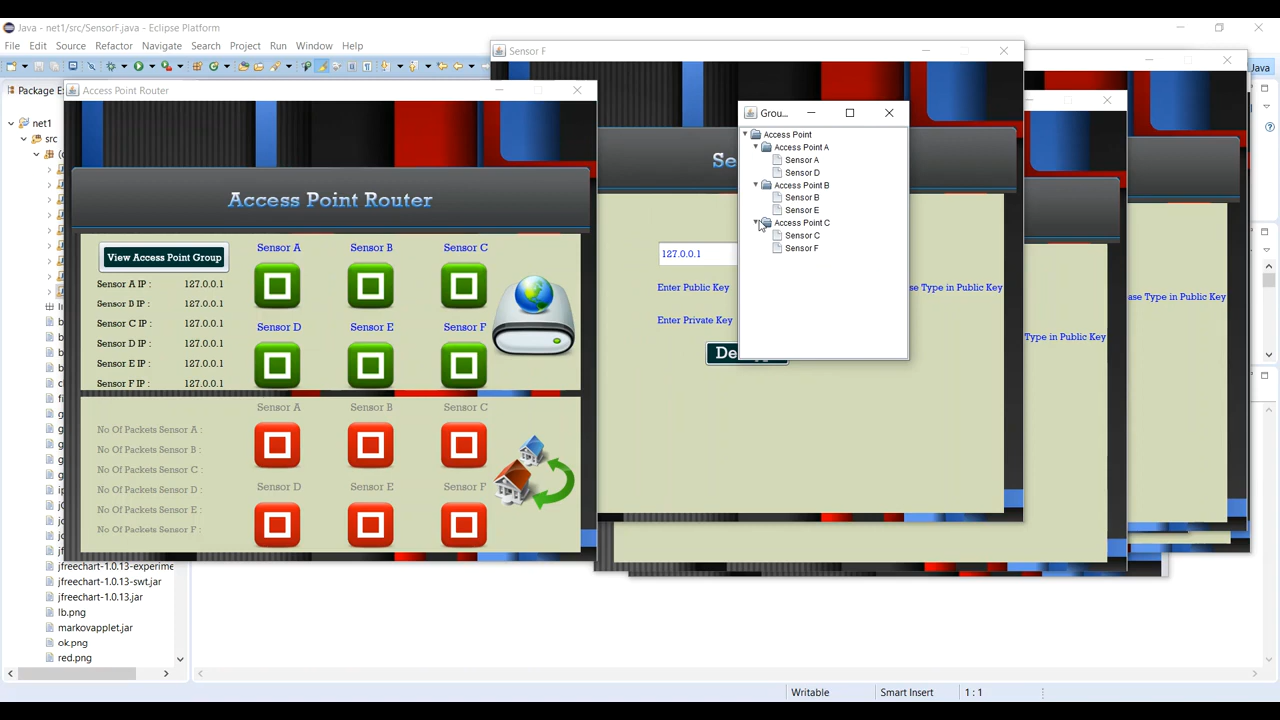 Java - net1/src/SensorF.java - Eclipse Platform
File Edit Source Refactor Navigate Search Project Run Window Help
Java
Package E
net1
src
jfreechart-1.0.13-experime
jfreechart-1.0.13-swt.jar
jfreechart-1.0.13.jar
lb.png
markovapplet.jar
ok.png
red.png
Access Point Router
Access Point Router
View Access Point Group
Sensor A IP : 127.0.0.1
Sensor B IP : 127.0.0.1
Sensor C IP : 127.0.0.1
Sensor D IP : 127.0.0.1
Sensor E IP : 127.0.0.1
Sensor F IP : 127.0.0.1
Sensor A Sensor B Sensor C
Sensor D Sensor E Sensor F
No Of Packets Sensor A :
No Of Packets Sensor B :
No Of Packets Sensor C :
No Of Packets Sensor D :
No Of Packets Sensor E :
No Of Packets Sensor F :
Sensor A Sensor B Sensor C
Sensor D Sensor E Sensor F
Sensor F
Se
127.0.0.1
Enter Public Key
Enter Private Key
De
se Type in Public Key
Grou...
Access Point
Access Point A
Sensor A
Sensor D
Access Point B
Sensor B
Sensor E
Access Point C
Sensor C
Sensor F
Type in Public Key
ase Type in Public Key
Writable Smart Insert 1 : 1